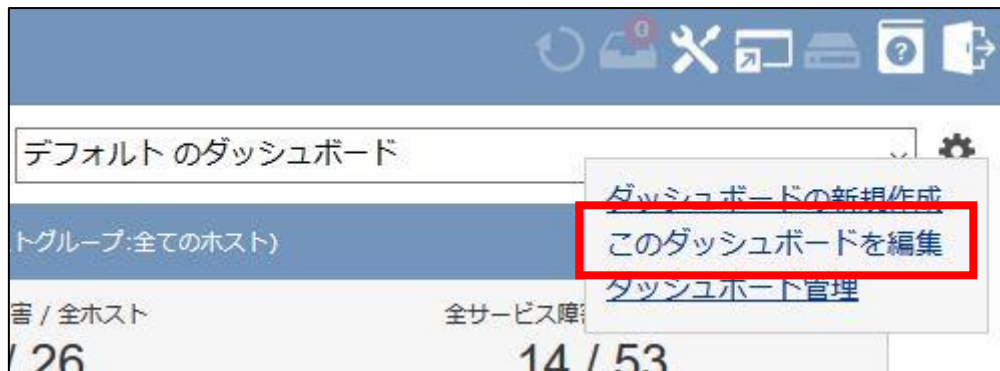 0
デフォルト のダッシュボード
ダッシュボードの新規作成
このダッシュボードを編集
ダッシュボード管理
トグループ:全てのホスト)
害 / 全ホスト
全サービス障
/ 26
14 / 53